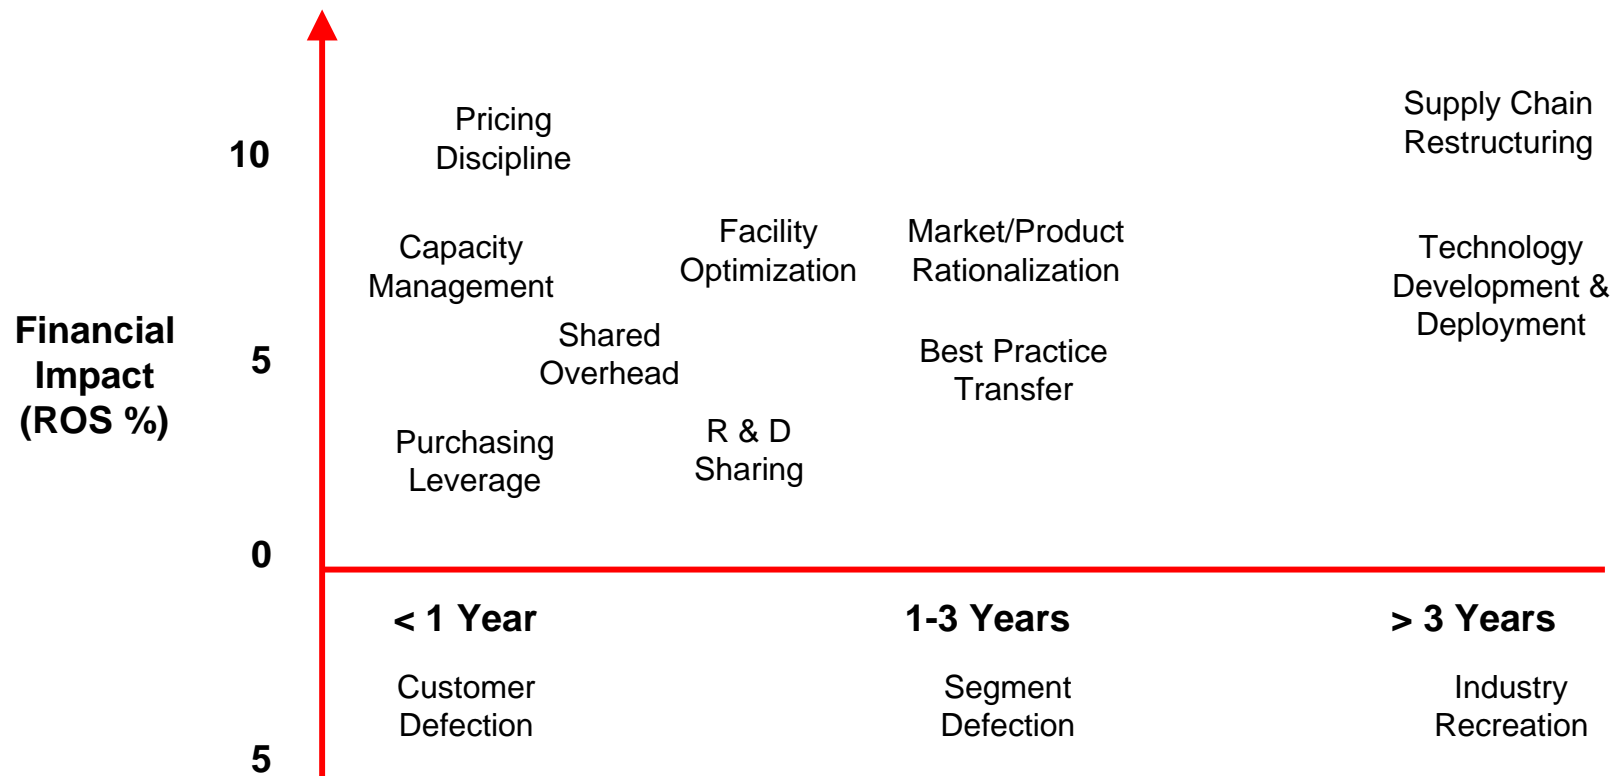 Pricing
Discipline
Supply Chain
Restructuring
10
Capacity
Management
Facility
Optimization
Market/Product
Rationalization
Technology
Development &
Deployment
Financial
Impact
(ROS %)
5
Shared
Overhead
Best Practice
Transfer
Purchasing
Leverage
R & D
Sharing
0
< 1 Year
1-3 Years
> 3 Years
Customer
Defection
Segment
Defection
Industry
Recreation
5